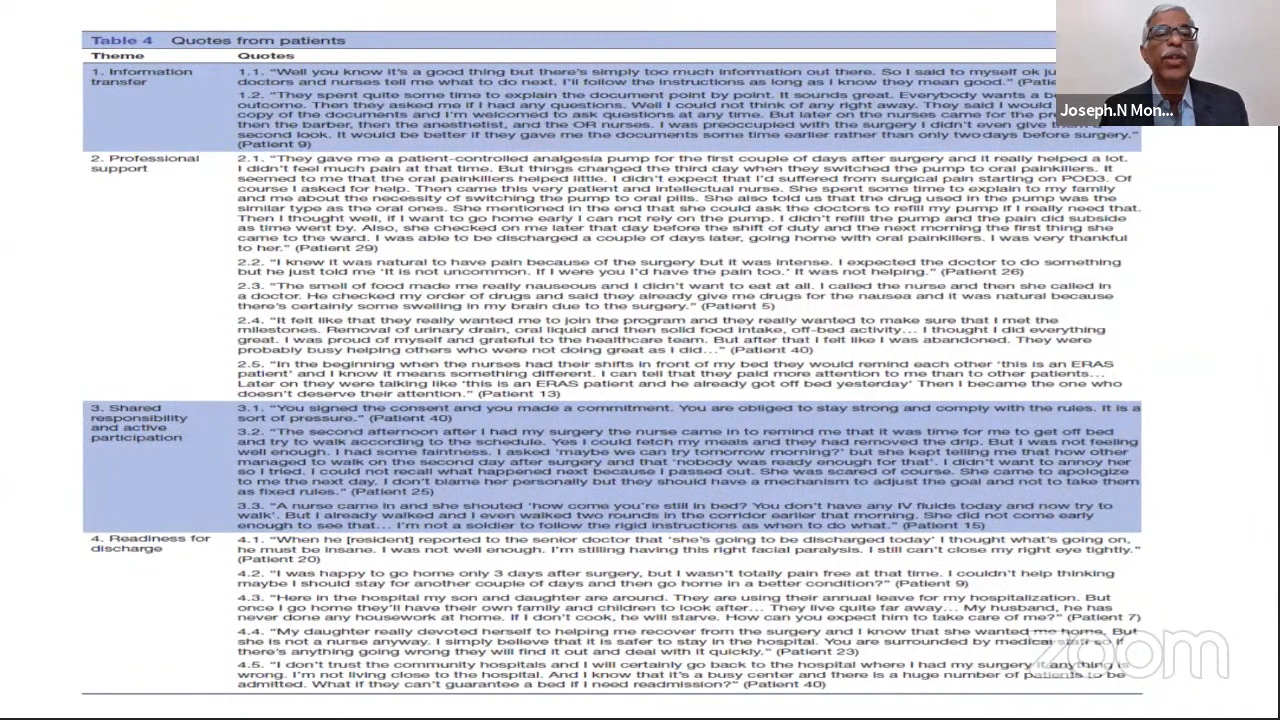 Table 4 Quotes from patients
Theme Quotes
1. Information transfer
1.1. “Well you know it's a good thing but there's simply too much information out there. So I said to myself ok ju
doctors and nurses tell me what to do next. I'll follow the instructions as long as I know they mean good.” (Patie
1.2. “They spent quite some time to explain the document point by point. It sounds great. Everybody wants a be
outcome. Then they asked me if I had any questions. Well I could not think of any right away. They said I would
copy of the documents and I'm welcomed to ask questions at any time. But later on the nurses came for the pre
then the barber, then the anesthetist, and the OR nurses. I was preoccupied with the surgery I didn't even give them a
second look. It would be better if they gave me the documents some time earlier rather than only two days before surgery.”
(Patient 9)
2. Professional support
2.1. “They gave me a patient-controlled analgesia pump for the first couple of days after surgery and it really helped a lot.
I didn't feel much pain at that time. But things changed the third day when they switched the pump to oral painkillers. It
seemed to me that the oral painkillers helped little. I didn't expect that I'd suffered from surgical pain starting on POD3. Of
course I asked for help. Then came this very patient and intellectual nurse. She spent some time to explain to my family
and me about the necessity of switching the pump to oral pills. She also told us that the drug used in the pump was the
similar type as the oral ones. She mentioned in the end that she could ask the doctors to refill my pump if I really need that.
Then I thought well, if I want to go home early I can not rely on the pump. I didn't refill the pump and the pain did subside
as time went by. Also, she checked on me later that day before the shift of duty and the next morning the first thing she
came to the ward. I was able to be discharged a couple of days later, going home with oral painkillers. I was very thankful
to her.” (Patient 29)
2.2. “I knew it was natural to have pain because of the surgery but it was intense. I expected the doctor to do something
but he just told me ‘It is not uncommon. If I were you I'd have the pain too.’ It was not helping.” (Patient 26)
2.3. “The smell of food made me really nauseous and I didn't want to eat at all. I called the nurse and then she called in
a doctor. He checked my order of drugs and said they already give me drugs for the nausea and it was natural because
there's certainly some swelling in my brain due to the surgery.” (Patient 5)
2.4. “It felt like that they really wanted me to join the program and they really wanted to make sure that I met the
milestones. Removal of urinary drain, oral liquid and then solid food intake, off-bed activity… I thought I did everything
great. I was proud of myself and grateful to the healthcare team. But after that I felt like I was abandoned. They were
probably busy helping others who were not doing great as I did…” (Patient 40)
2.5. “In the beginning when the nurses had their shifts in front of my bed they would remind each other ‘this is an ERAS
patient’ and I know it means something different. I can tell that they paid more attention to me than to other patients…
Later on they were talking like ‘this is an ERAS patient and he already got off bed yesterday’ Then I became the one who
doesn't deserve their attention.” (Patient 13)
3. Shared responsibility and active participation
3.1. “You signed the consent and you made a commitment. You are obliged to stay strong and comply with the rules. It is a
sort of pressure.” (Patient 40)
3.2. “The second afternoon after I had my surgery the nurse came in to remind me that it was time for me to get off bed
and try to walk according to the schedule. Yes I could fetch my meals and they had removed the drip. But I was not feeling
well enough. I had some faintness. I asked ‘maybe we can try tomorrow morning?’ but she kept telling me that how other
managed to walk on the second day after surgery and that ‘nobody was ready enough for that’. I didn't want to annoy her
so I tried. I could not recall what happened next because I passed out. She was scared of course. She came to apologize
to me the next day. I don't blame her personally but they should have a mechanism to adjust the goal and not to take them
as fixed rules.” (Patient 25)
3.3. “A nurse came in and she shouted ‘how come you're still in bed? You don't have any IV fluids today and now try to
walk’. But I already walked and I even walked two rounds in the corridor earlier that morning. She did not come early
enough to see that… I'm not a soldier to follow the rigid instructions as when to do what.” (Patient 15)
4. Readiness for discharge
4.1. “When he [resident] reported to the senior doctor that ‘she's going to be discharged today’ I thought what's going on,
he must be insane. I was not well enough. I'm stilling having this right facial paralysis. I still can't close my right eye tightly.”
(Patient 20)
4.2. “I was happy to go home only 3 days after surgery, but I wasn't totally pain free at that time. I couldn't help thinking
maybe I should stay for another couple of days and then go home in a better condition?” (Patient 9)
4.3. “Here in the hospital my son and daughter are around. They are using their annual leave for my hospitalization. But
once I go home they'll have their own family and children to look after… They live quite far away… My husband, he has
never done any housework at home. If I don't cook, he will starve. How can you expect him to take care of me?” (Patient 7)
4.4. “My daughter really devoted herself to helping me recover from the surgery and I know that she wanted me home. But
she is not a nurse anyway. I simply believe that it is safer to stay in the hospital. You are surrounded by medical staff so if
there's anything going wrong they will find it out and deal with it quickly.” (Patient 23)
4.5. “I don't trust the community hospitals and I will certainly go back to the hospital where I had my surgery if anything is
wrong. I'm not living close to the hospital. And I know that it's a busy center and there is a huge number of patients to be
admitted. What if they can't guarantee a bed if I need readmission?” (Patient 40)
Joseph.N Mon...
zoom